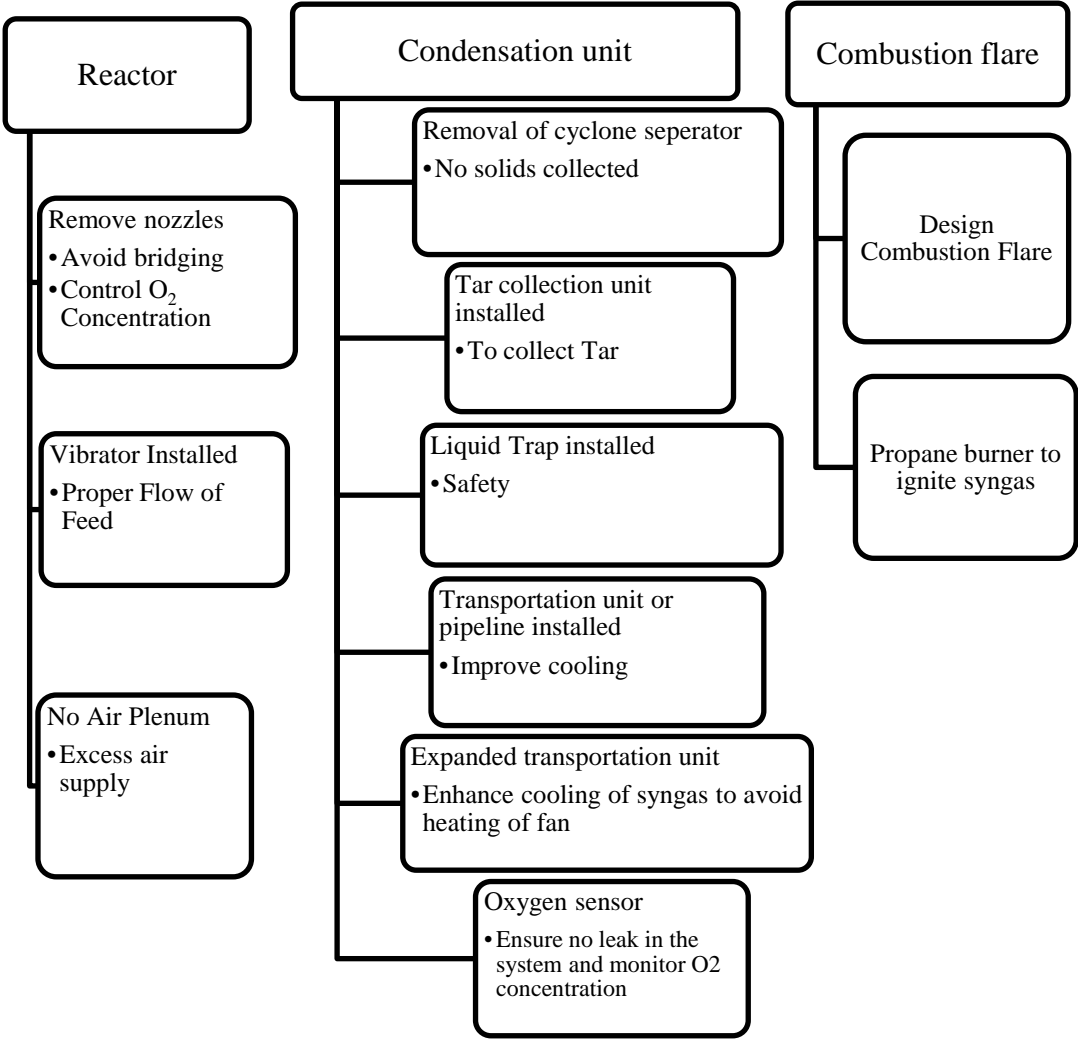 Reactor
Remove nozzles
•Avoid bridging
•Control O₂
Concentration
Vibrator Installed
•Proper Flow of
Feed
No Air Plenum
•Excess air
supply
Condensation unit
Removal of cyclone seperator
•No solids collected
Tar collection unit
installed
•To collect Tar
Liquid Trap installed
•Safety
Transportation unit or
pipeline installed
•Improve cooling
Expanded transportation unit
•Enhance cooling of syngas to avoid
heating of fan
Oxygen sensor
•Ensure no leak in the
system and monitor O2
concentration
Combustion flare
Design
Combustion Flare
Propane burner to
ignite syngas